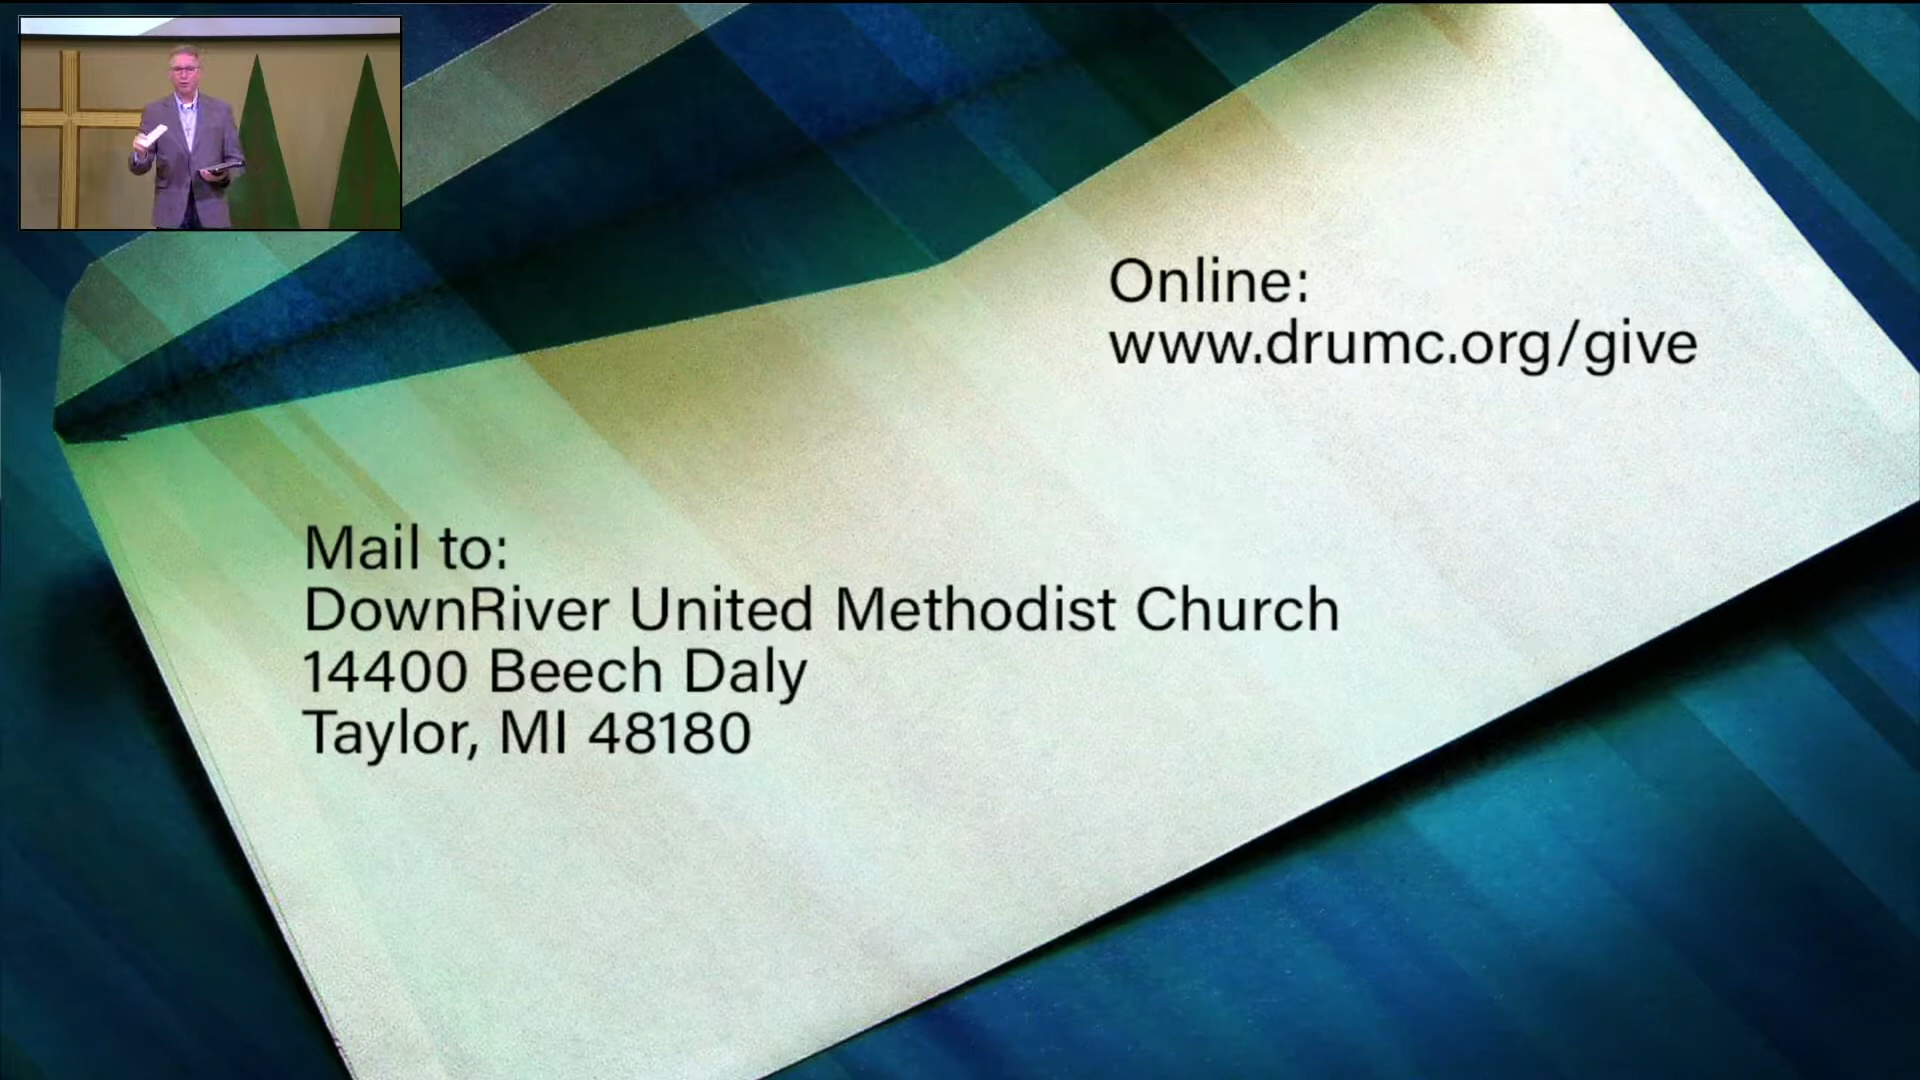 Online:
www.drumc.org/give
Mail to:
DownRiver United Methodist Church
14400 Beech Daly
Taylor, MI 48180